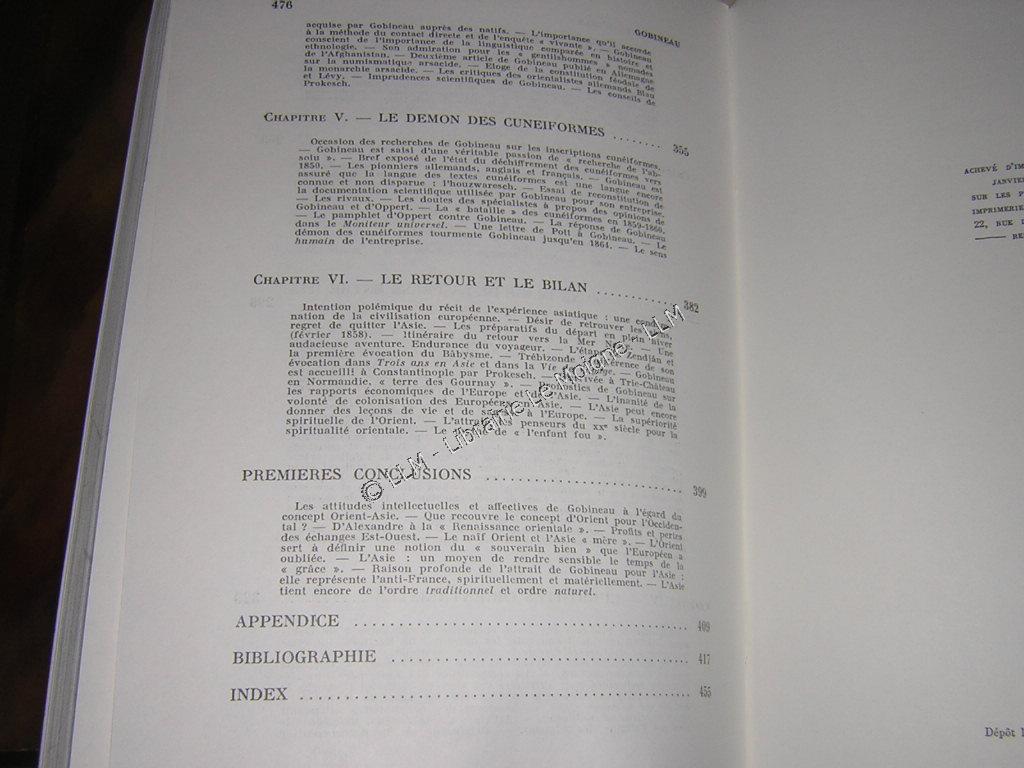 476
GOBINEAU
acquise par Gobineau auprès des natifs. — L'importance qu'il accorde
à la méthode du contact directe et de l'enquête « vivante ». — Gobineau
conscient de l'importance de la linguistique comparée en histoire et
ethnologie. — Son admiration pour les « gentilshommes » nomades
de l'Afghanistan. — Deuxième article de Gobineau publié en Allemagne
sur la numismatique arsacide. — Eloge de la constitution féodale de
la monarchie arsacide. — Les critiques des orientalistes allemands Blau
et Lévy. — Imprudences scientifiques de Gobineau. — Les conseils de
Prokesch.
CHAPITRE V. — LE DEMON DES CUNEIFORMES ........ 355
Occasion des recherches de Gobineau sur les inscriptions cunéiformes.
— Gobineau est saisi d'une véritable passion de « recherche de l'ab-
solu ». — Bref exposé de l'état du déchiffrement des cunéiformes vers
1850. — Les pionniers allemands, anglais et français. — Gobineau est
assuré que la langue des textes cunéiformes est une langue encore
connue et non disparue : l'houzwaresch. — Essai de reconstitution de
la documentation scientifique utilisée par Gobineau pour son entreprise.
— Les rivaux. — Les doutes des spécialistes à propos des opinions de
Gobineau et d'Oppert. — La « bataille » des cunéiformes en 1859-1860.
— Le pamphlet d'Oppert contre Gobineau. — La réponse de Gobineau
dans le Moniteur universel. — Une lettre de Pott à Gobineau. — Le
démon des cunéiformes tourmente Gobineau jusqu'en 1864. — Le sens
humain de l'entreprise.
CHAPITRE VI. — LE RETOUR ET LE BILAN ............ 382
Intention polémique du récit de l'expérience asiatique : une condam-
nation de la civilisation européenne. — Désir de retrouver les siens,
regret de quitter l'Asie. — Les préparatifs du départ en plein hiver
(février 1858). — Itinéraire du retour vers la Mer — Une
audacieuse aventure. Endurance du voyageur. — Zendjân et
la première évocation du Bâbysme. — Trébizonde de son
évocation dans Trois ans en Asie et dans la Vie — Gobineau
est accueilli à Constantinople par Prokesch. — à Trie-Château
en Normandie, « terre des Gournay ». — de Gobineau sur
les rapports économiques de l'Europe et de l'Asie. — L'inanité de la
volonté de colonisation des Européens en Asie. — L'Asie peut encore
donner des leçons de vie et de à l'Europe. — La supériorité
spirituelle de l'Orient. — L'attrait des penseurs du XXe siècle pour la
spiritualité orientale. — Le de « l'enfant fou ».
PREMIERES CONCLUSIONS ...................... 399
Les attitudes intellectuelles et affectives de Gobineau à l'égard du
concept Orient-Asie. — Que recouvre le concept d'Orient pour l'Occiden-
tal ? — D'Alexandre à la « Renaissance orientale ». — Profits et pertes
des échanges Est-Ouest. — Le naïf Orient et l'Asie « mère ». — L'Orient
sert à définir une notion du « souverain bien » que l'Européen a
oubliée. — L'Asie : un moyen de rendre sensible le temps de la
« grâce ». — Raison profonde de l'attrait de Gobineau pour l'Asie :
elle représente l'anti-France, spirituellement et matériellement. — L'Asie
tient encore de l'ordre traditionnel et ordre naturel.
APPENDICE .................................... 409
BIBLIOGRAPHIE ................................ 417
INDEX ........................................ 455
© LLM - Librairie Le Moigne - LLM
ACHEVÉ D'IM
JANVIER
SUR LES P
IMPRIMERIE
22, RUE D
Dépôt